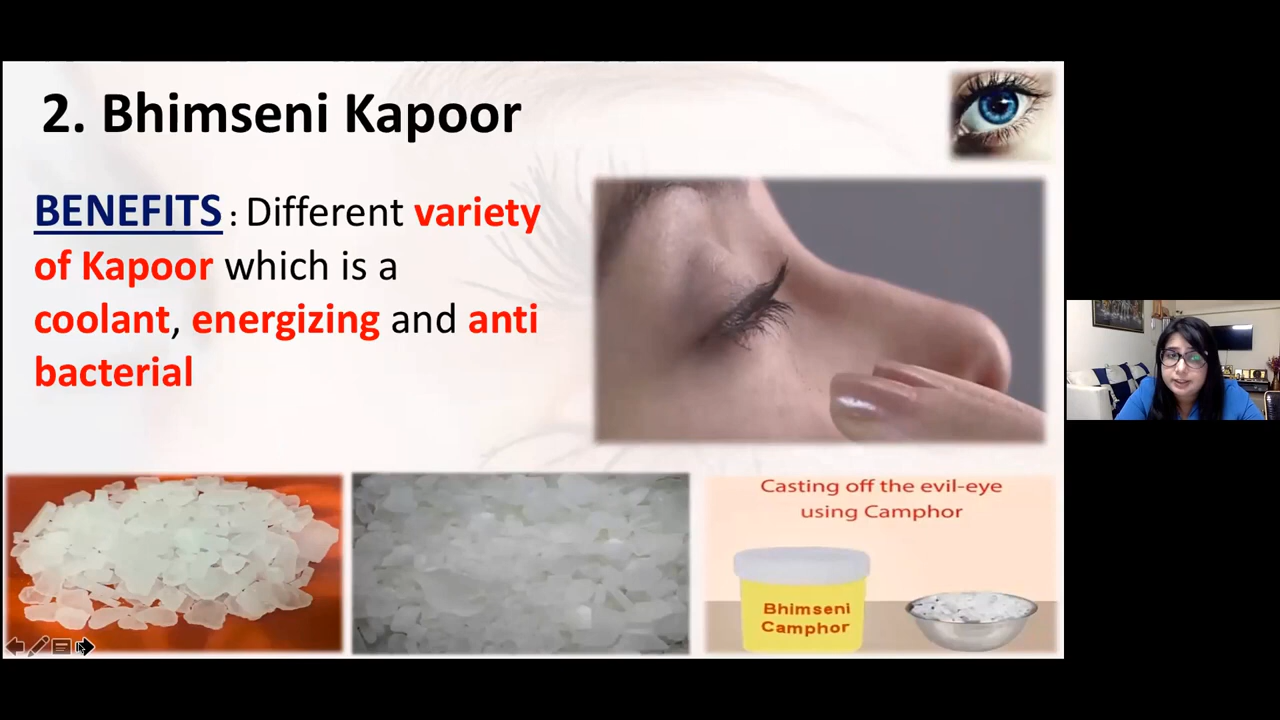 2. Bhimseni Kapoor
BENEFITS : Different variety
of Kapoor which is a
coolant, energizing and anti
bacterial
Casting off the evil-eye
using Camphor
Bhimseni
Camphor